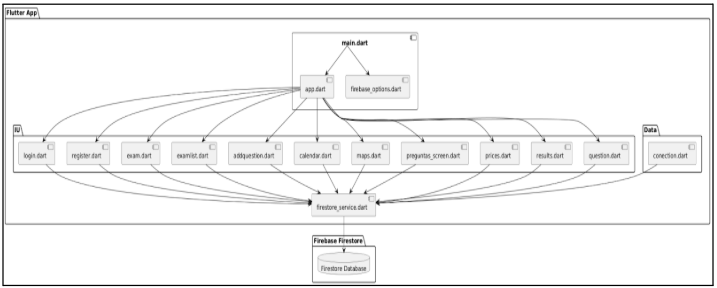 Flutter App
main.dart
app.dart
firebase_options.dart
IU
Data
login.dart
register.dart
exam.dart
examlist.dart
addquestion.dart
calendar.dart
maps.dart
preguntas_screen.dart
prices.dart
results.dart
question.dart
conection.dart
firestore_service.dart
Firebase Firestore
Firestore Database